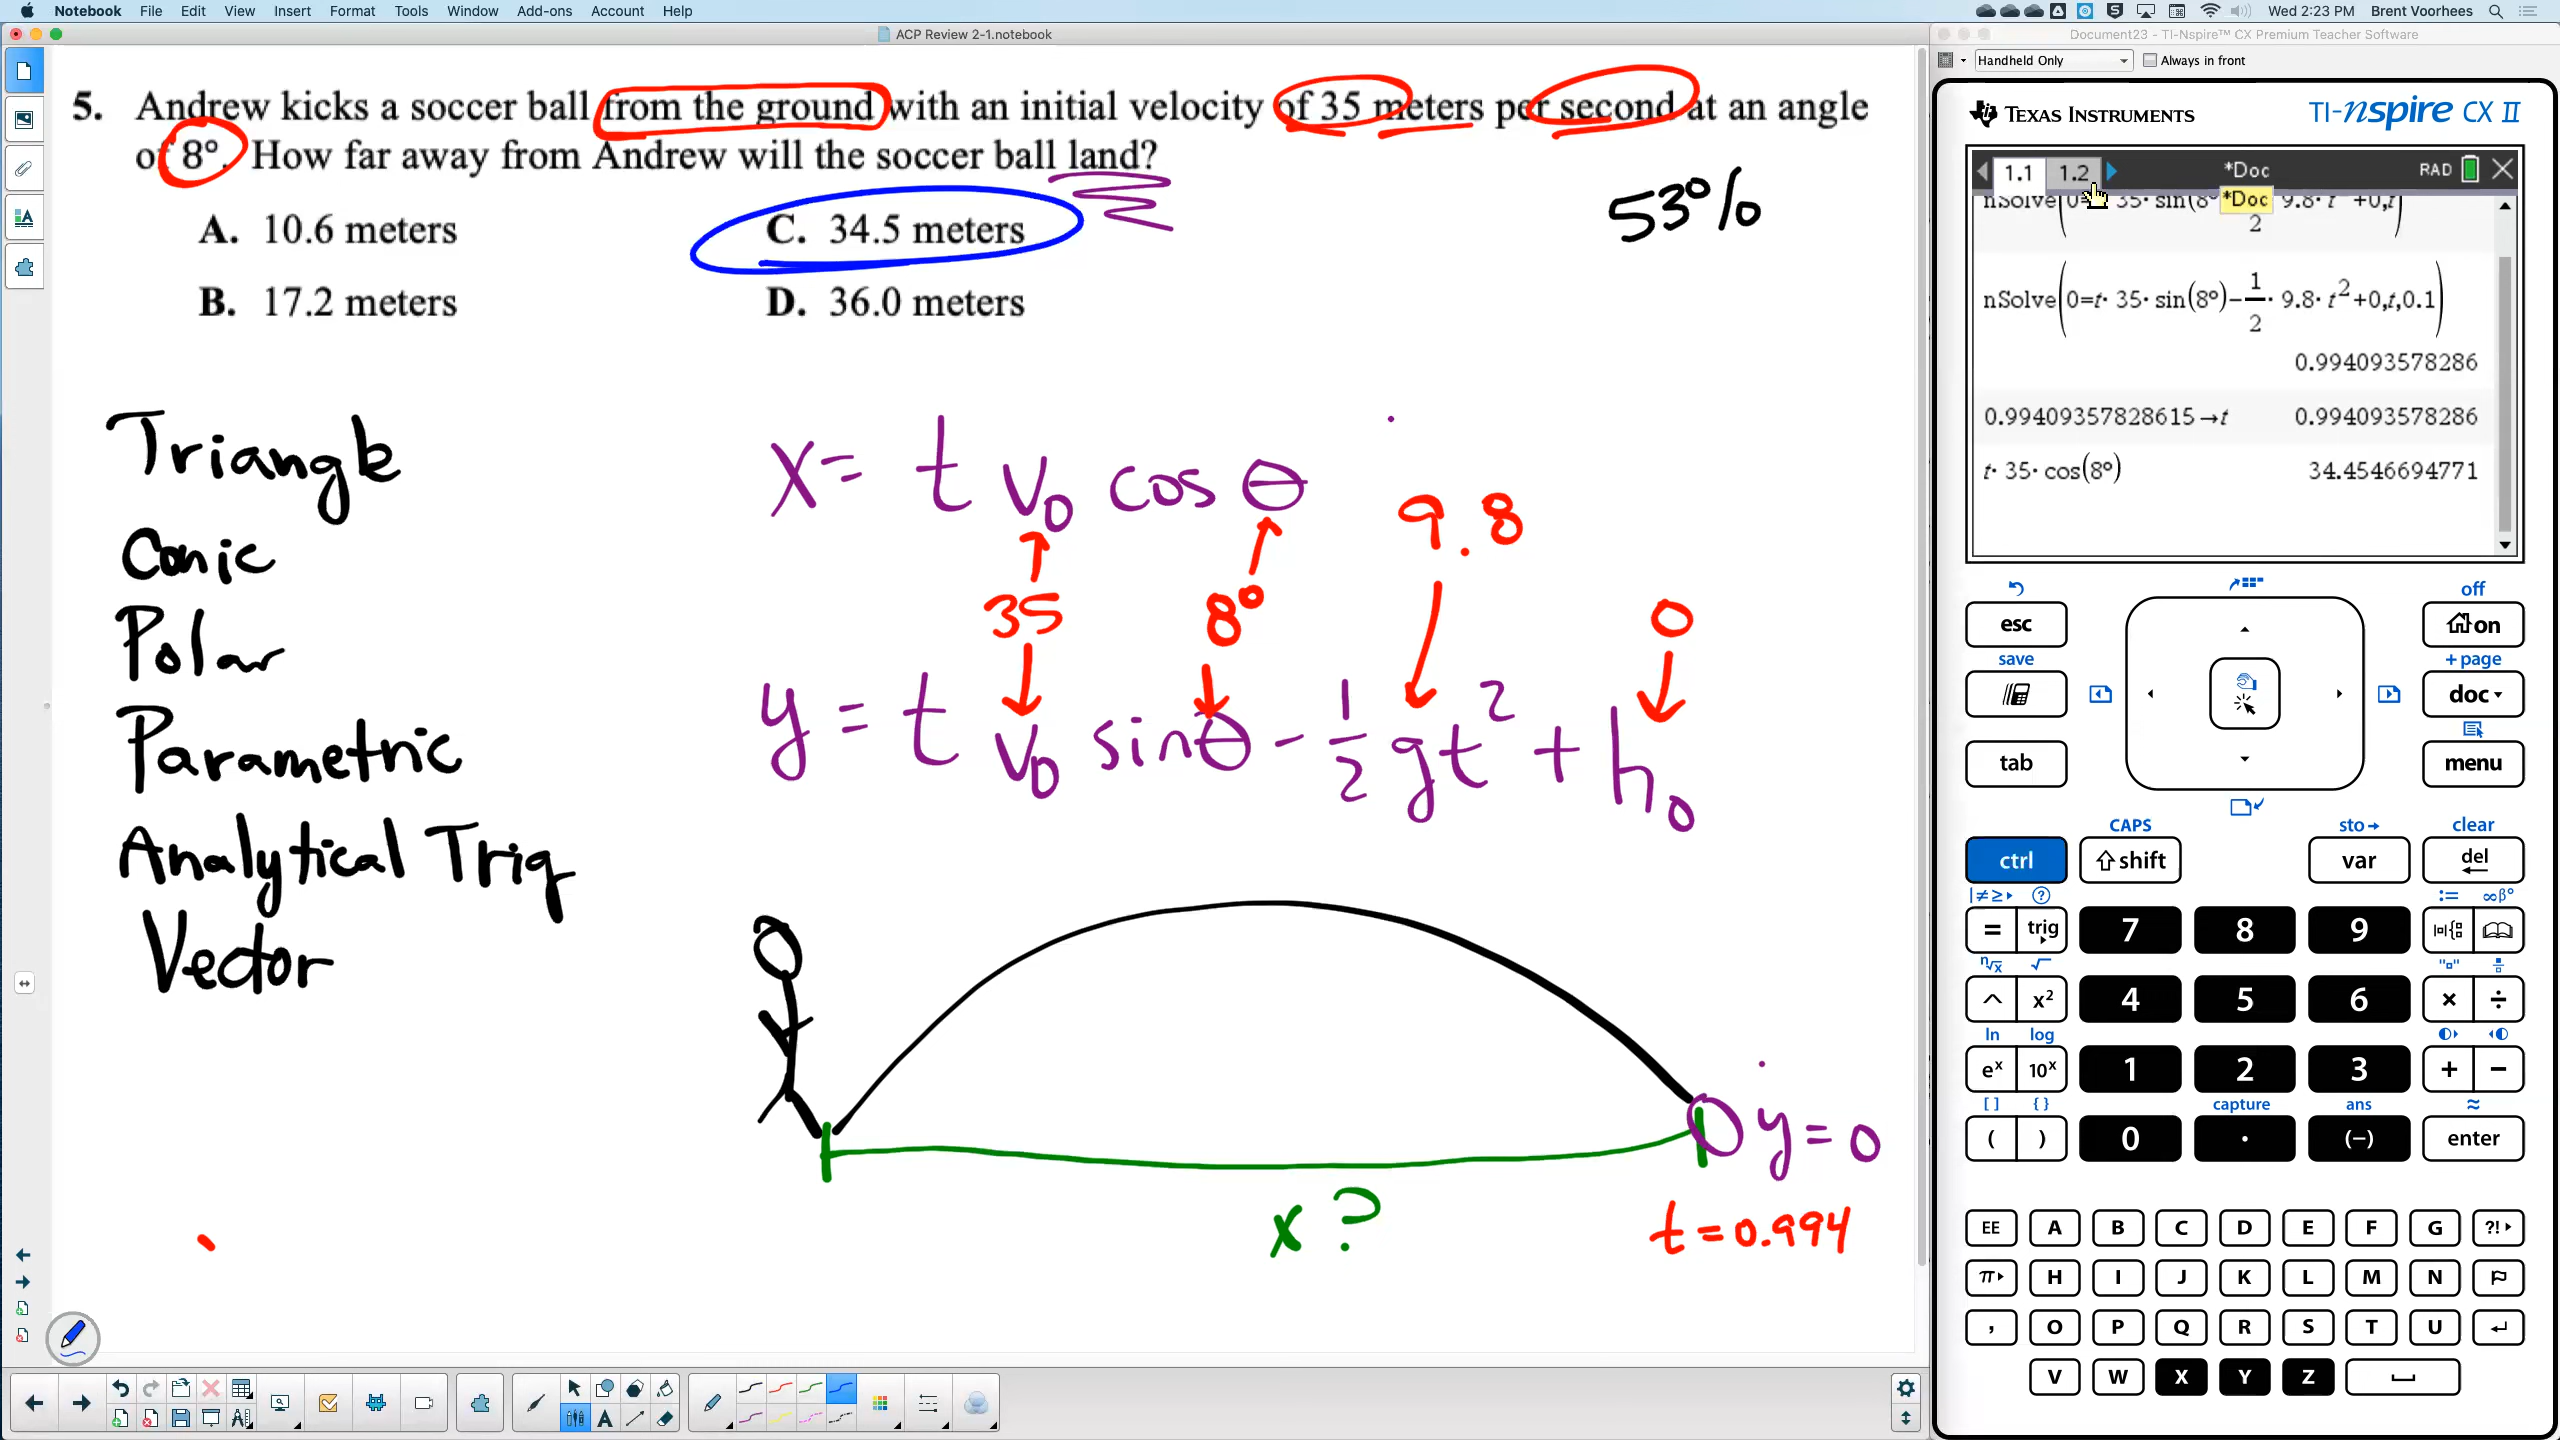 Notebook File Edit View Insert Format Tools Window Add-ons Account Help Wed 2:23 PM Brent Voorhees
ACP Review 2-1.notebook
5. Andrew kicks a soccer ball from the ground with an initial velocity of 35 meters per second at an angle
of 8°. How far away from Andrew will the soccer ball land?
53%
A. 10.6 meters C. 34.5 meters
B. 17.2 meters D. 36.0 meters
Triangle
Conic
Polar
Parametric
Analytical Trig
Vector
x = t v0 cos θ
9.8
35 8° 0
y = t v0 sinθ - 1/2 gt² + h0
y = 0
x ?
t = 0.994
Document23 - TI-Nspire™ CX Premium Teacher Software
Handheld Only Always in front
TEXAS INSTRUMENTS TI-nspire CX II
1.1 1.2 *Doc RAD
*Doc
nSolve(0=t·35·sin(8°)-1/2·9.8·t²+0,t,0.1)
0.994093578286
0.99409357828615→t 0.994093578286
t·35·cos(8°) 34.4546694771
off
esc on
save + page
doc
tab menu
CAPS sto→ clear
ctrl shift var del
|≠≥▸ ? := ∞β°
= trig 7 8 9
ⁿ√x √
^ x² 4 5 6 × ÷
ln log
eˣ 10ˣ 1 2 3 + −
[ ] { } capture ans ≈
( ) 0 . (−) enter
EE A B C D E F G ?!▸
π▸ H I J K L M N
, O P Q R S T U
V W X Y Z